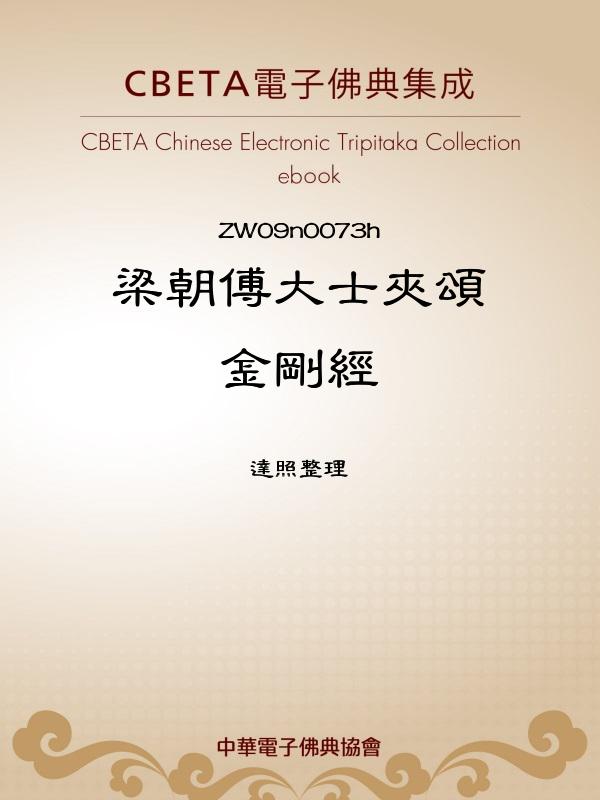 CBETA電子佛典集成
CBETA Chinese Electronic Tripitaka Collection
ebook
ZW09n0073h
梁朝傅大士夾頌
金剛經
達照整理
中華電子佛典協會